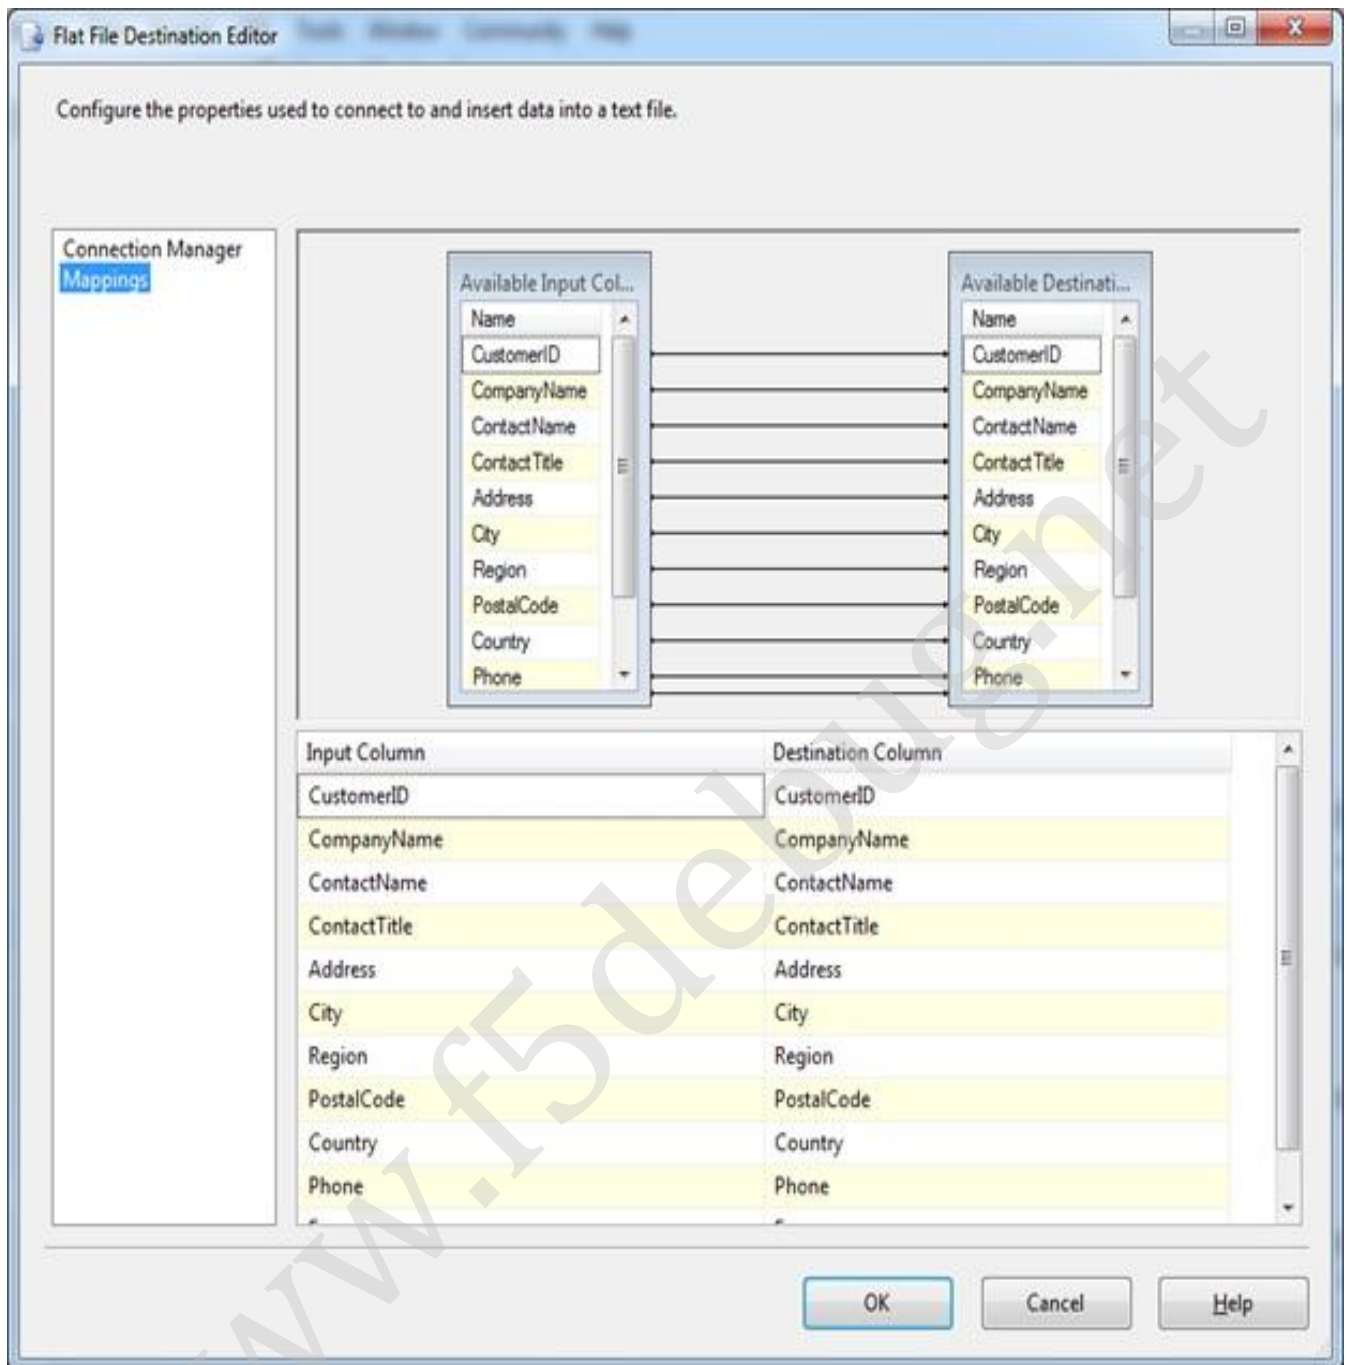 Flat File Destination Editor
Configure the properties used to connect to and insert data into a text file.
Connection Manager
Mappings
Available Input Col...
Name
CustomerID
CompanyName
ContactName
ContactTitle
Address
City
Region
PostalCode
Country
Phone
Available Destinati...
Name
CustomerID
CompanyName
ContactName
ContactTitle
Address
City
Region
PostalCode
Country
Phone
Input Column Destination Column
CustomerID CustomerID
CompanyName CompanyName
ContactName ContactName
ContactTitle ContactTitle
Address Address
City City
Region Region
PostalCode PostalCode
Country Country
Phone Phone
OK Cancel Help
www.f5debug.net